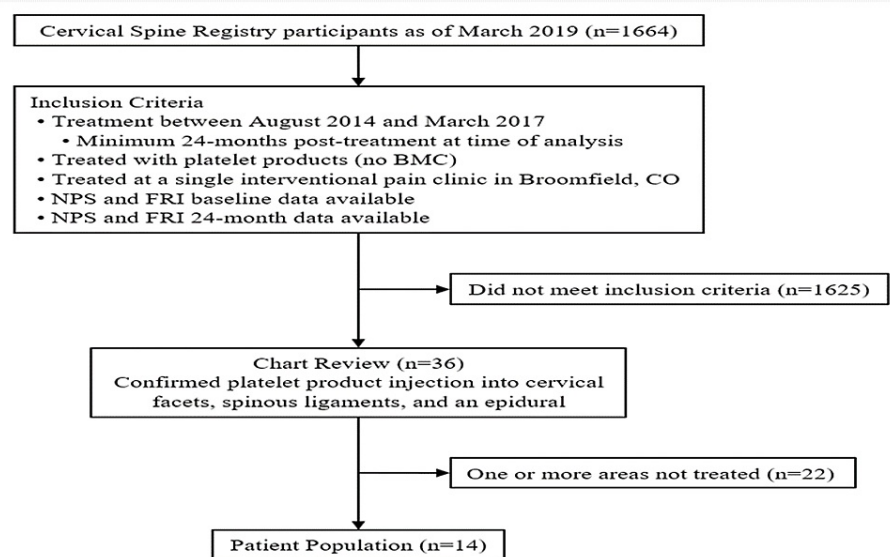 Cervical Spine Registry participants as of March 2019 (n=1664)
Inclusion Criteria
• Treatment between August 2014 and March 2017
• Minimum 24-months post-treatment at time of analysis
• Treated with platelet products (no BMC)
• Treated at a single interventional pain clinic in Broomfield, CO
• NPS and FRI baseline data available
• NPS and FRI 24-month data available
Did not meet inclusion criteria (n=1625)
Chart Review (n=36)
Confirmed platelet product injection into cervical
facets, spinous ligaments, and an epidural
One or more areas not treated (n=22)
Patient Population (n=14)